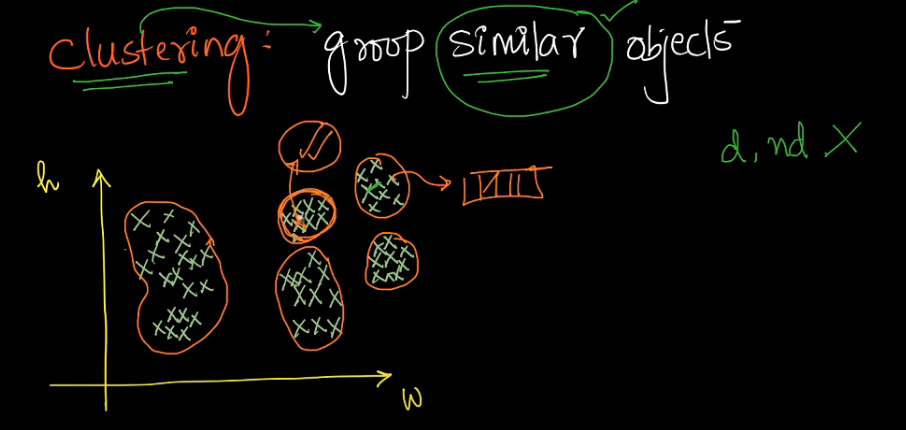 Clustering: group similar objects
d, nd X
h
W